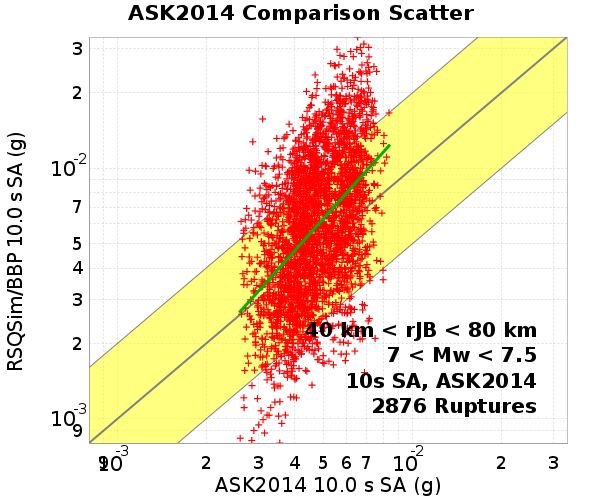 ASK2014 Comparison Scatter
RSQSim/BBP 10.0 s SA (g)
3
2
10-2
7
5
4
3
2
10-3
9
40 km < rJB < 80 km
7 < Mw < 7.5
10s SA, ASK2014
2876 Ruptures
9 10-3 2 3 4 5 6 7 10-2 2 3
ASK2014 10.0 s SA (g)